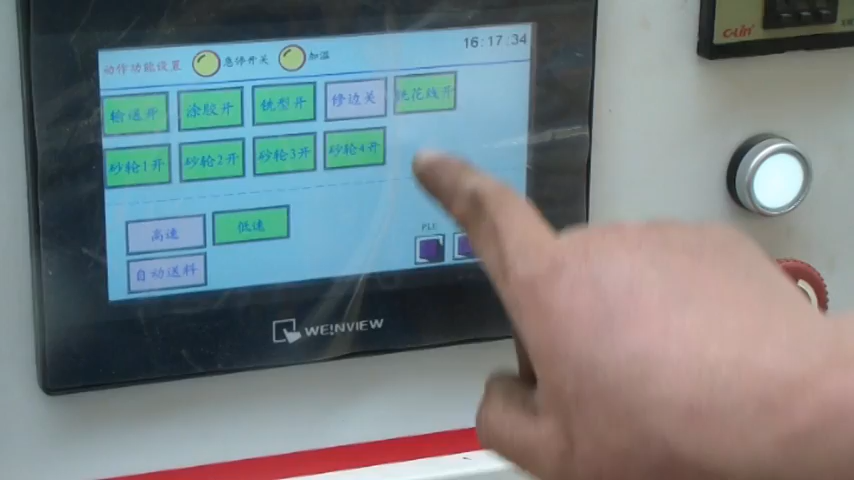 动作功能设置 急停开关 加温 16:17:34
输送开 涂胶开 铣型开 修边关 铣花线开
砂轮1开 砂轮2开 砂轮3开 砂轮4开
高速 低速
自动送料
PLU
WEINVIEW